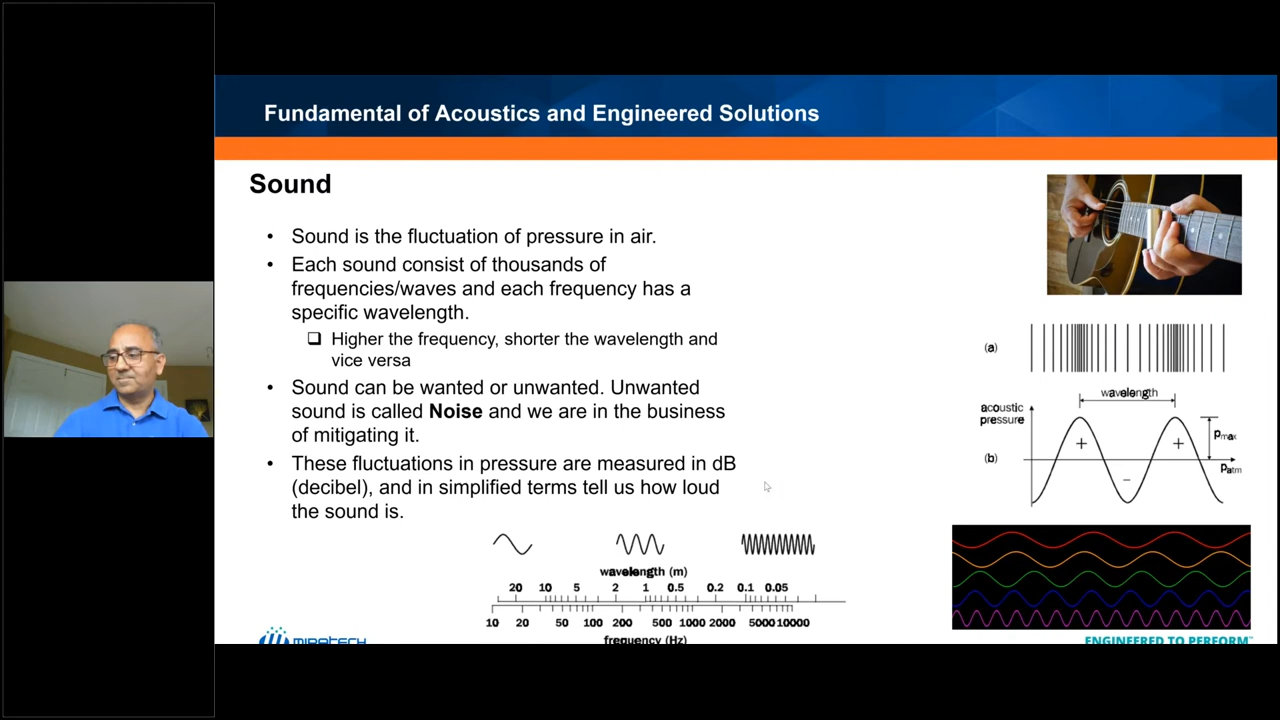 Fundamental of Acoustics and Engineered Solutions
Sound
• Sound is the fluctuation of pressure in air.
• Each sound consist of thousands of
frequencies/waves and each frequency has a
specific wavelength.
❑ Higher the frequency, shorter the wavelength and
vice versa
• Sound can be wanted or unwanted. Unwanted
sound is called Noise and we are in the business
of mitigating it.
• These fluctuations in pressure are measured in dB
(decibel), and in simplified terms tell us how loud
the sound is.
(a)
wavelength
acoustic
pressure
(b)
+ +
−
pmax
patm
wavelength (m)
20 10 5 2 1 0.5 0.2 0.1 0.05
10 20 50 100 200 500 1000 2000 5000 10000
frequency (Hz)
MIRATECH
ENGINEERED TO PERFORM™